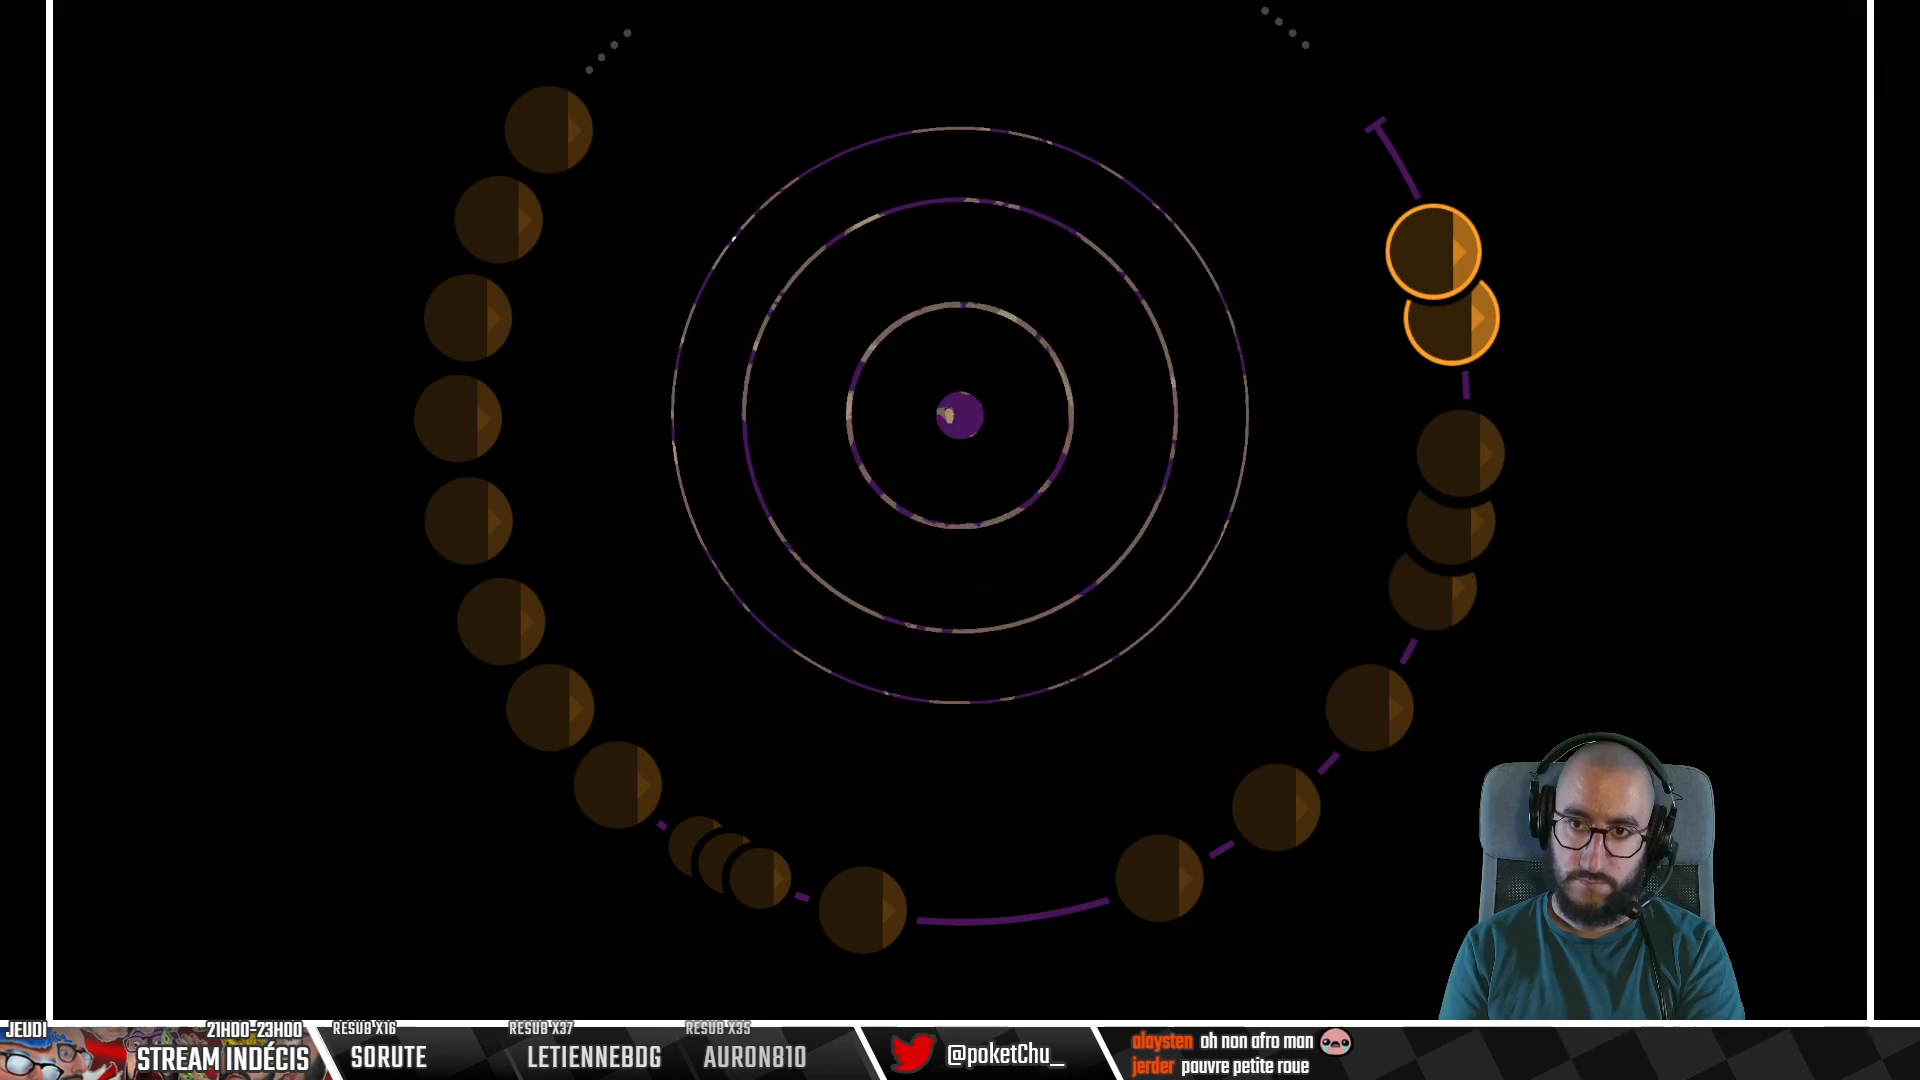 JEUDI
21H00-23H00
STREAM INDÉCIS
RESUB X16
SORUTE
RESUB X37
LETIENNEBDG
RESUB X35
AURON810
@poketChu_
alaysten oh non afro man
jerder pauvre petite roue